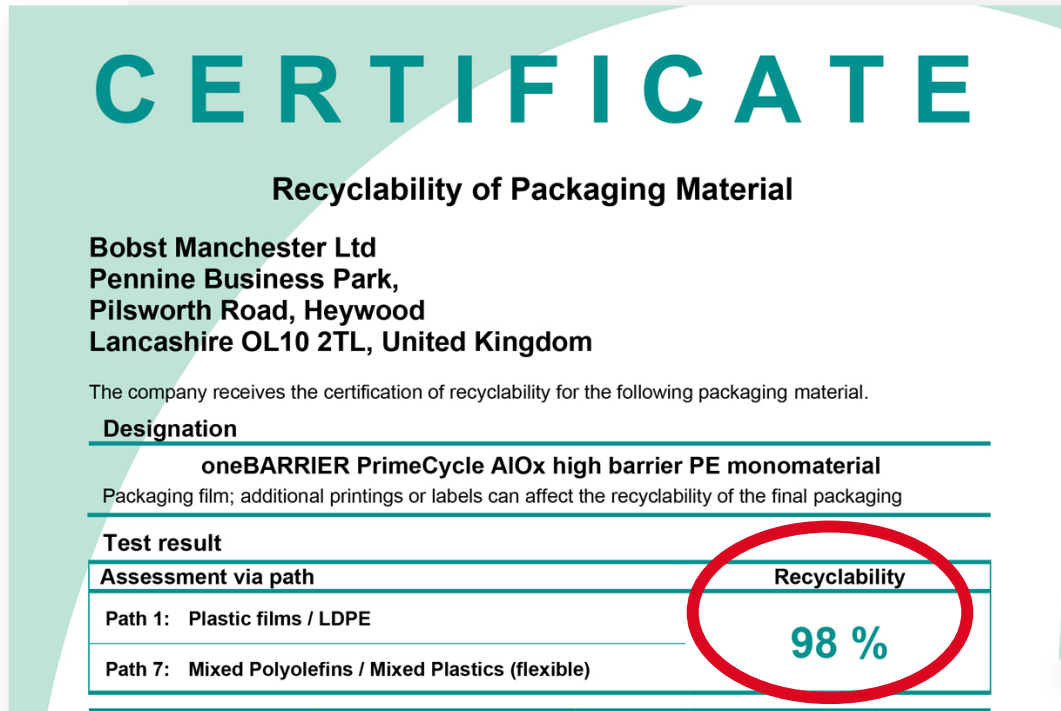 CERTIFICATE
Recyclability of Packaging Material
Bobst Manchester Ltd
Pennine Business Park,
Pilsworth Road, Heywood
Lancashire OL10 2TL, United Kingdom
The company receives the certification of recyclability for the following packaging material.
Designation
oneBARRIER PrimeCycle AlOx high barrier PE monomaterial
Packaging film; additional printings or labels can affect the recyclability of the final packaging
Test result
Assessment via path Recyclability
Path 1: Plastic films / LDPE
98 %
Path 7: Mixed Polyolefins / Mixed Plastics (flexible)